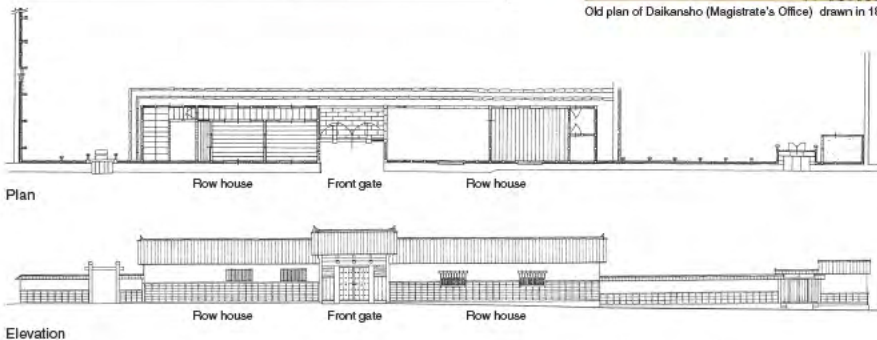 Old plan of Daikansho (Magistrate's Office) drawn in 18
Row house Front gate Row house
Plan
Row house Front gate Row house
Elevation